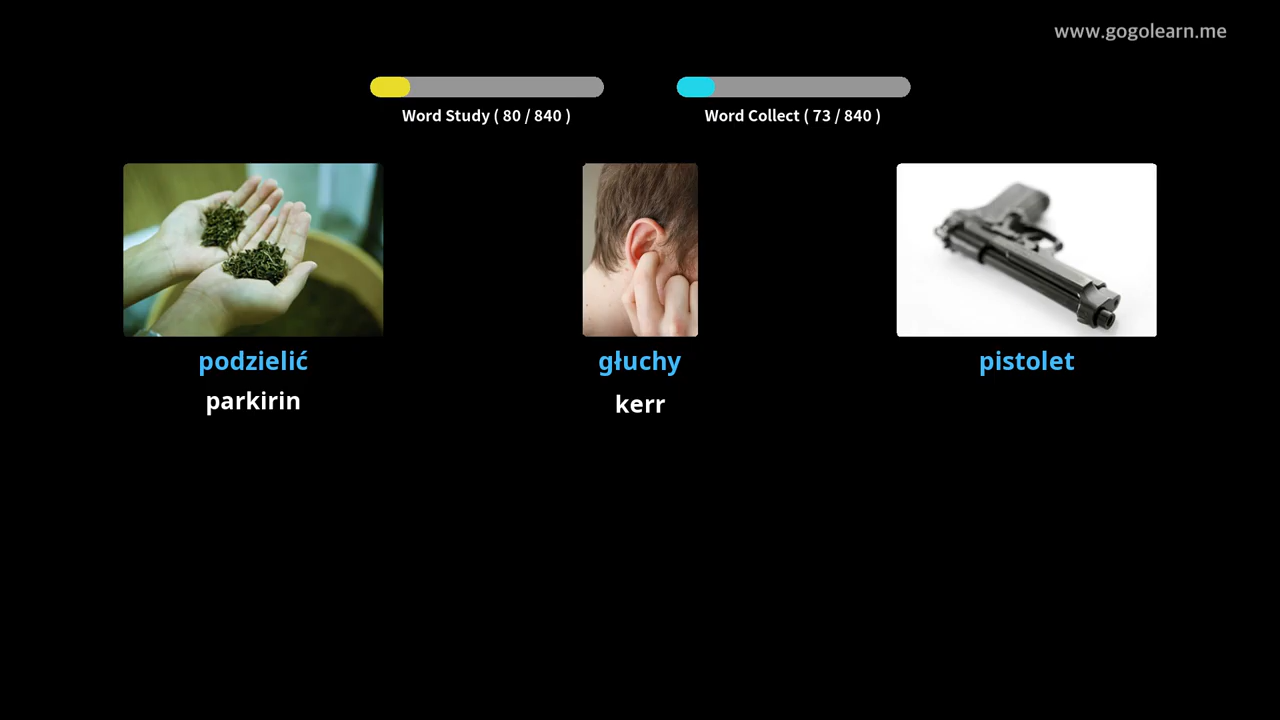 www.gogolearn.me
Word Study ( 80 / 840 )
Word Collect ( 73 / 840 )
podzielić
parkirin
głuchy
kerr
pistolet